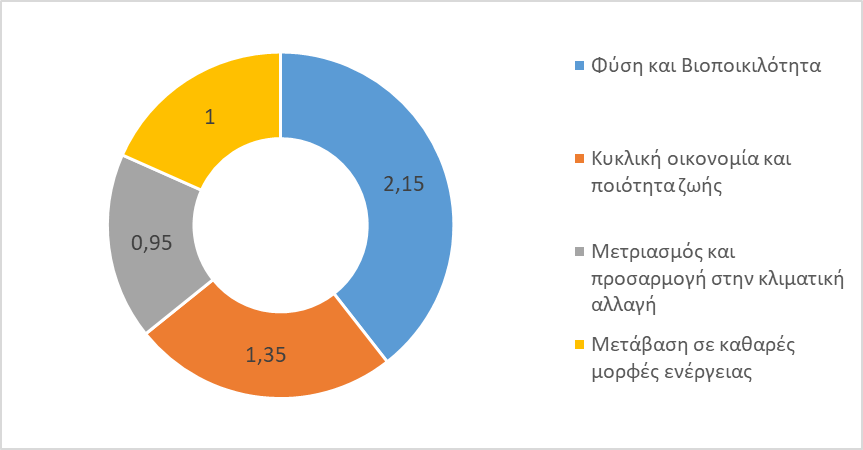 1
2,15
0,95
1,35
Φύση και Βιοποικιλότητα
Κυκλική οικονομία και
ποιότητα ζωής
Μετριασμός και
προσαρμογή στην κλιματική
αλλαγή
Μετάβαση σε καθαρές
μορφές ενέργειας